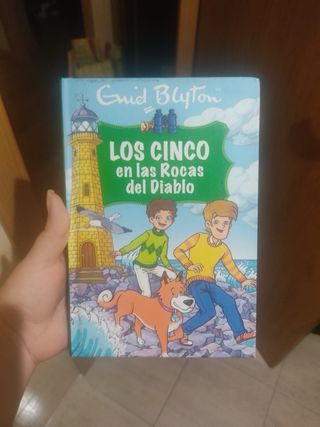 Enid Blyton
LOS CINCO
en las Rocas
del Diablo